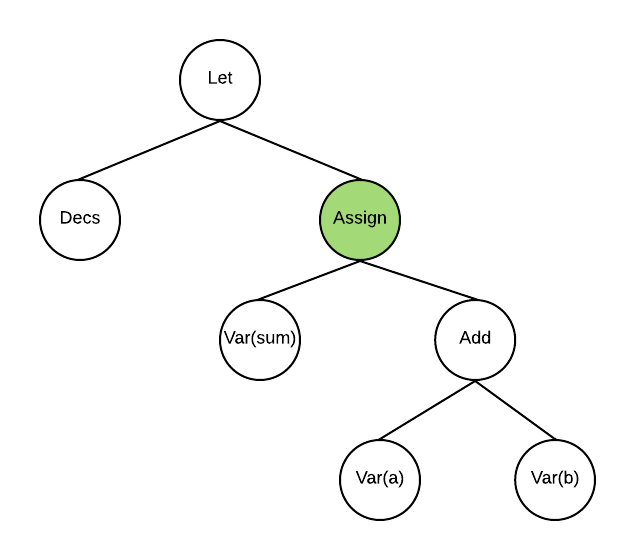 Let
Decs
Assign
Var(sum)
Add
Var(a)
Var(b)